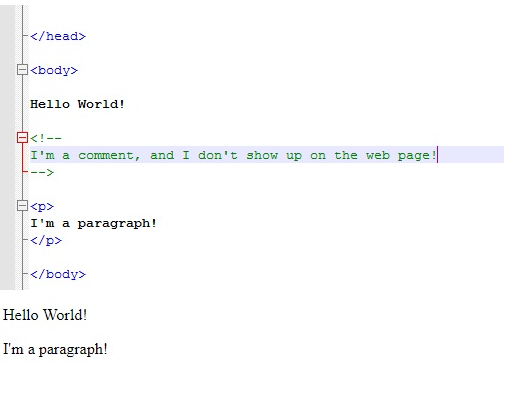 </head>
<body>
Hello World!
<!--
I'm a comment, and I don't show up on the web page!
-->
<p>
I'm a paragraph!
</p>
</body>
Hello World!
I'm a paragraph!